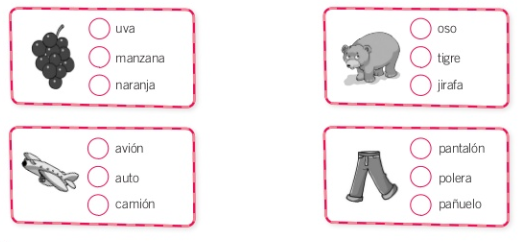 uva
manzana
naranja
oso
tigre
jirafa
avión
auto
camión
pantalón
polera
pañuelo